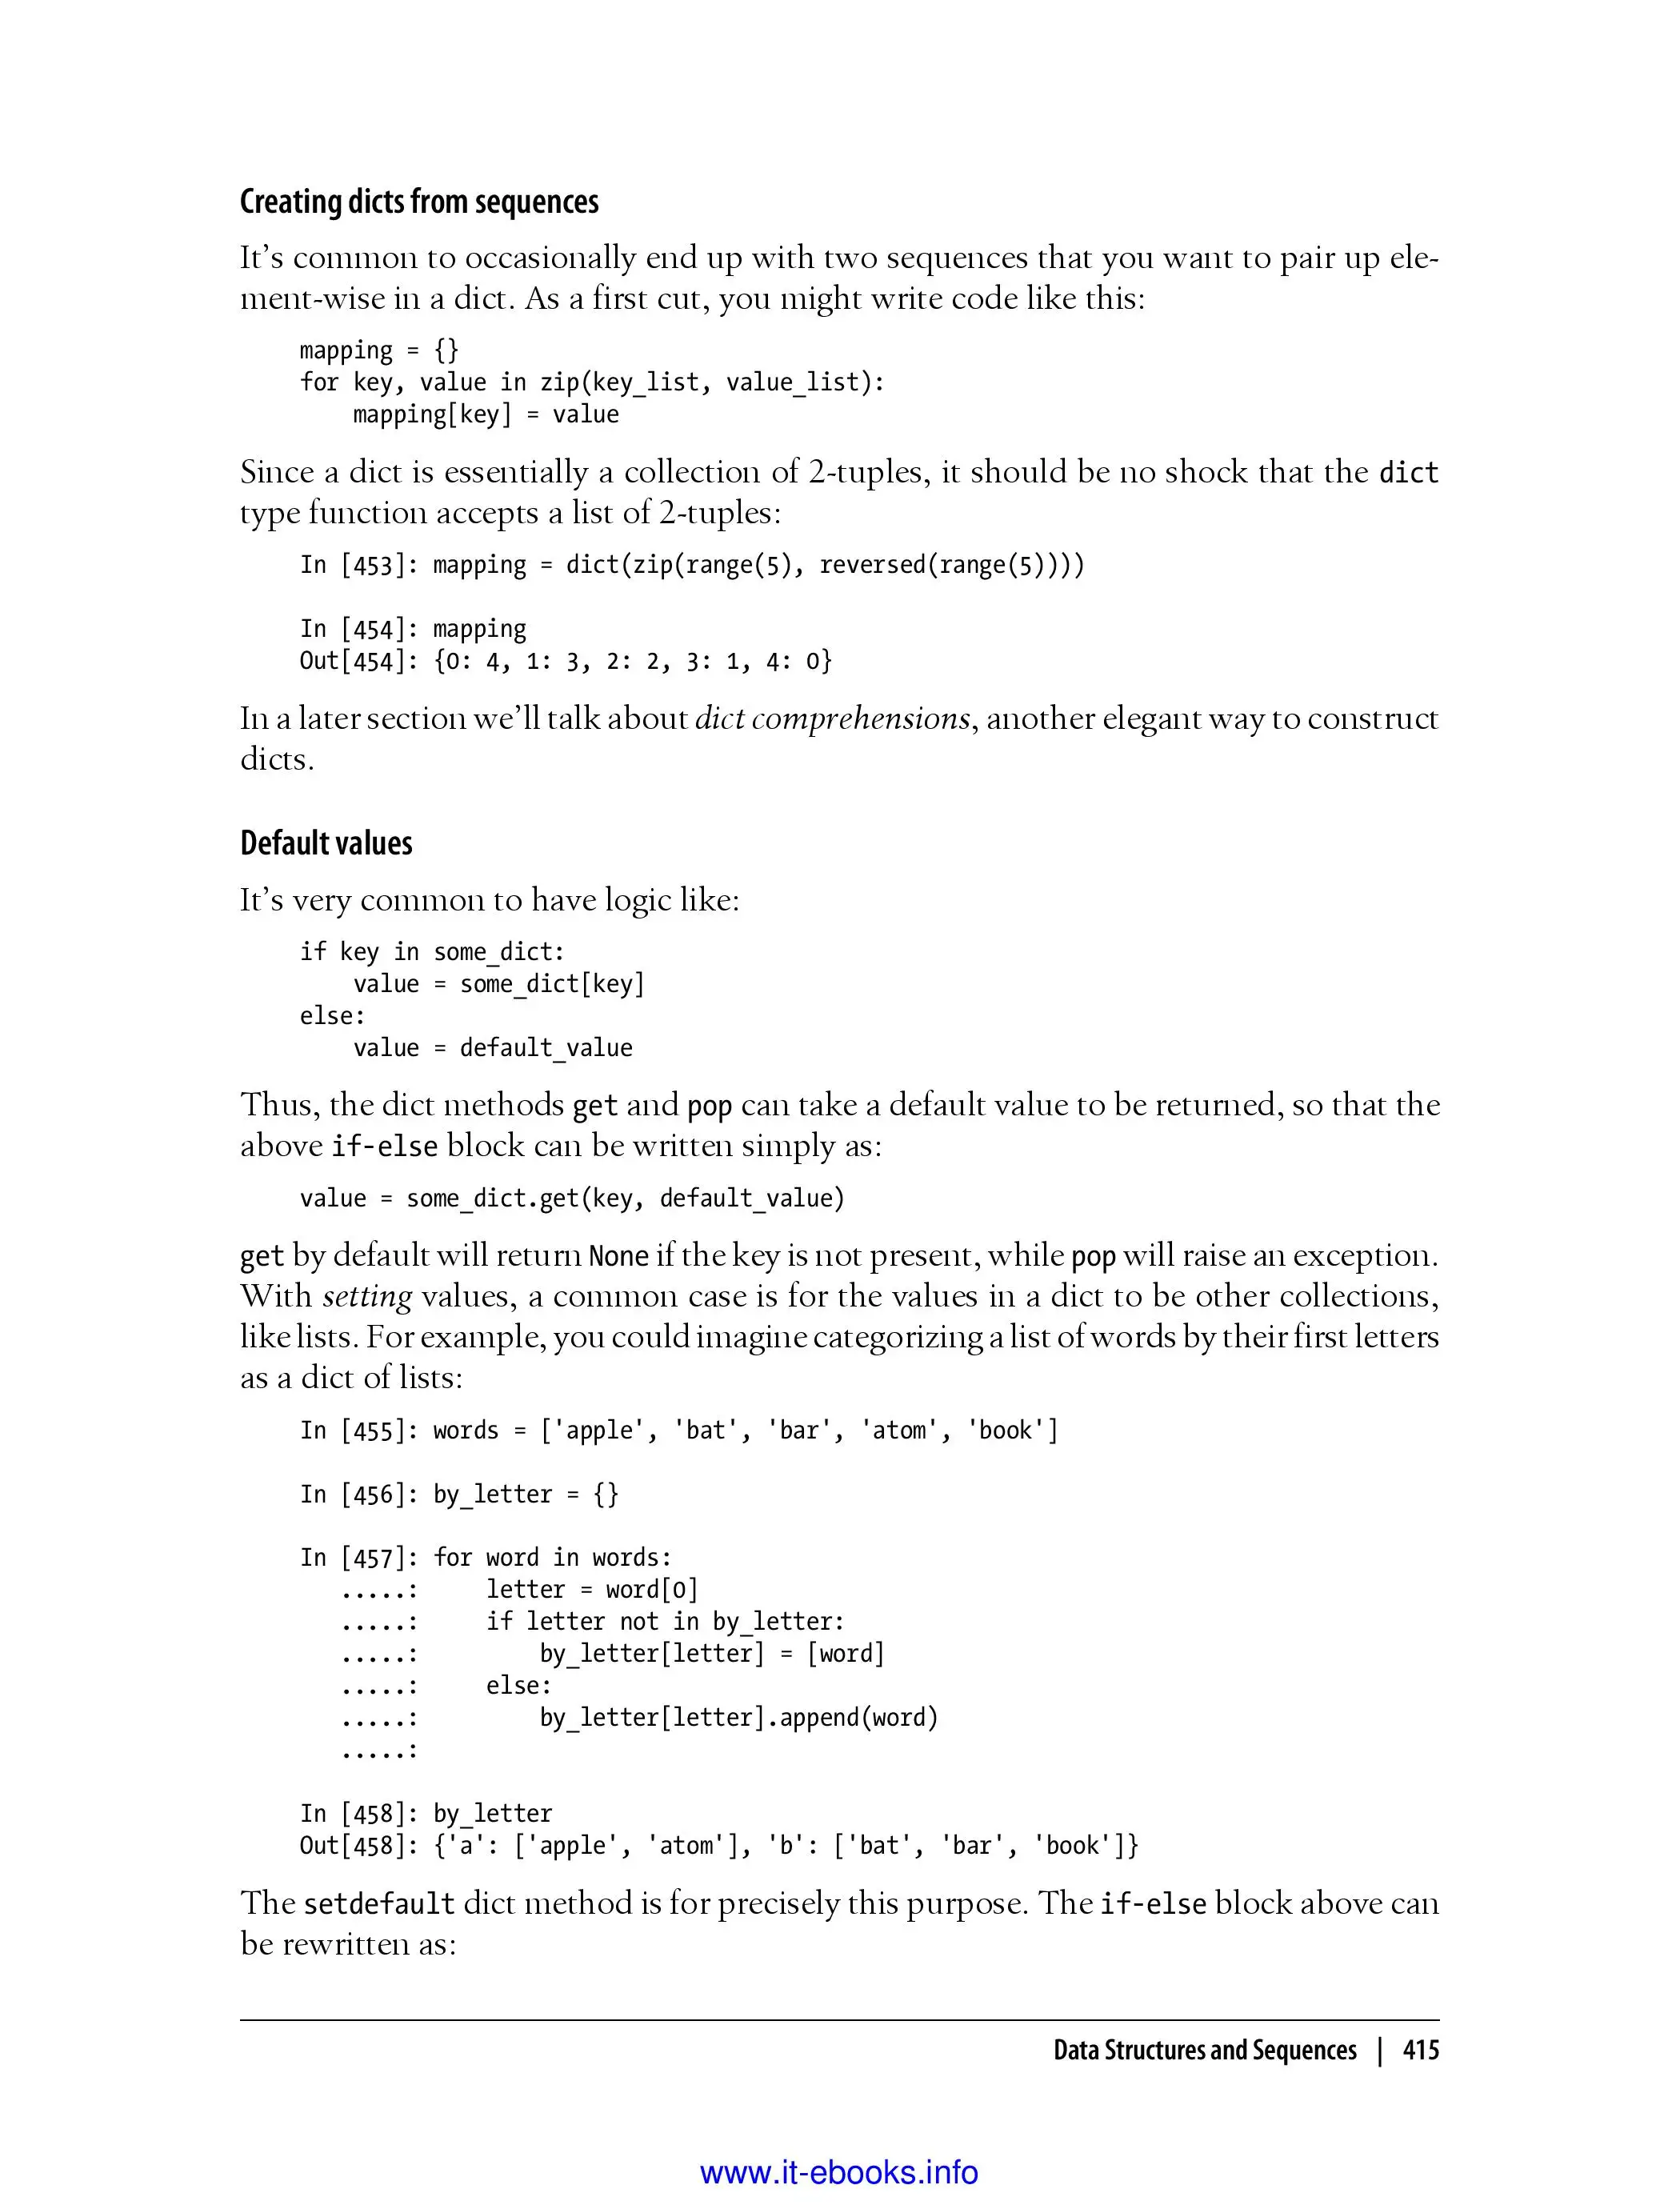 Creating dicts from sequences
It’s common to occasionally end up with two sequences that you want to pair up ele-
ment-wise in a dict. As a first cut, you might write code like this:
mapping = {}
for key, value in zip(key_list, value_list):
    mapping[key] = value
Since a dict is essentially a collection of 2-tuples, it should be no shock that the dict
type function accepts a list of 2-tuples:
In [453]: mapping = dict(zip(range(5), reversed(range(5))))
In [454]: mapping
Out[454]: {0: 4, 1: 3, 2: 2, 3: 1, 4: 0}
In a later section we’ll talk about dict comprehensions, another elegant way to construct
dicts.
Default values
It’s very common to have logic like:
if key in some_dict:
    value = some_dict[key]
else:
    value = default_value
Thus, the dict methods get and pop can take a default value to be returned, so that the
above if-else block can be written simply as:
value = some_dict.get(key, default_value)
get by default will return None if the key is not present, while pop will raise an exception.
With setting values, a common case is for the values in a dict to be other collections,
like lists. For example, you could imagine categorizing a list of words by their first letters
as a dict of lists:
In [455]: words = ['apple', 'bat', 'bar', 'atom', 'book']
In [456]: by_letter = {}
In [457]: for word in words:
   .....:     letter = word[0]
   .....:     if letter not in by_letter:
   .....:         by_letter[letter] = [word]
   .....:     else:
   .....:         by_letter[letter].append(word)
   .....:
In [458]: by_letter
Out[458]: {'a': ['apple', 'atom'], 'b': ['bat', 'bar', 'book']}
The setdefault dict method is for precisely this purpose. The if-else block above can
be rewritten as:
Data Structures and Sequences | 415
www.it-ebooks.info